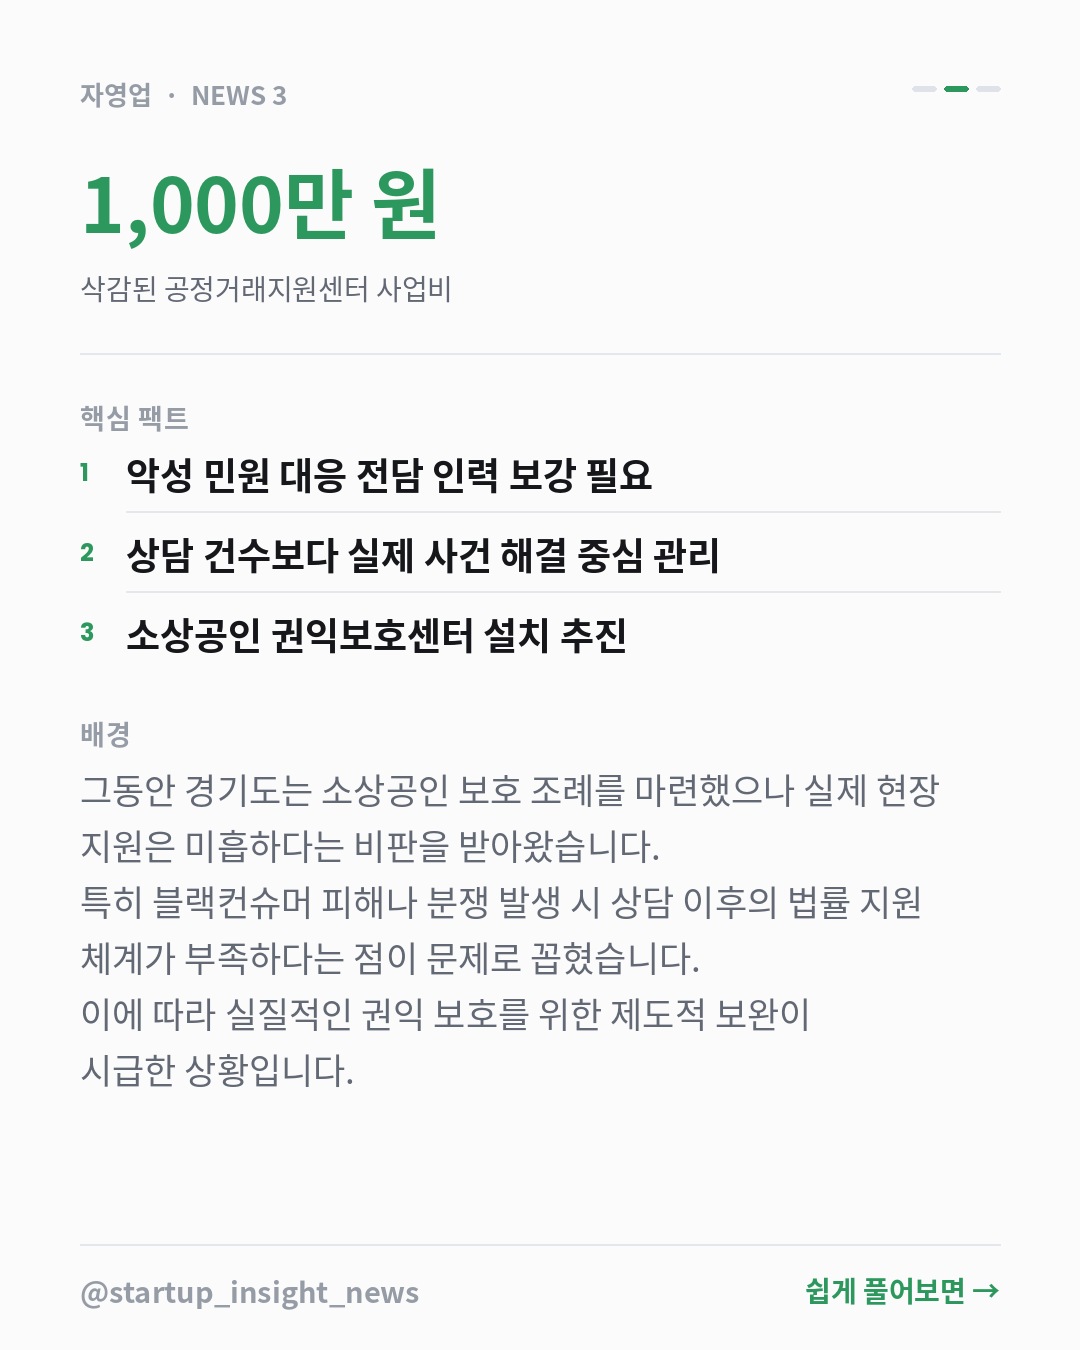 자영업 · NEWS 3
1,000만 원
삭감된 공정거래지원센터 사업비
핵심 팩트
1 악성 민원 대응 전담 인력 보강 필요
2 상담 건수보다 실제 사건 해결 중심 관리
3 소상공인 권익보호센터 설치 추진
배경
그동안 경기도는 소상공인 보호 조례를 마련했으나 실제 현장
지원은 미흡하다는 비판을 받아왔습니다.
특히 블랙컨슈머 피해나 분쟁 발생 시 상담 이후의 법률 지원
체계가 부족하다는 점이 문제로 꼽혔습니다.
이에 따라 실질적인 권익 보호를 위한 제도적 보완이
시급한 상황입니다.
@startup_insight_news
쉽게 풀어보면 →